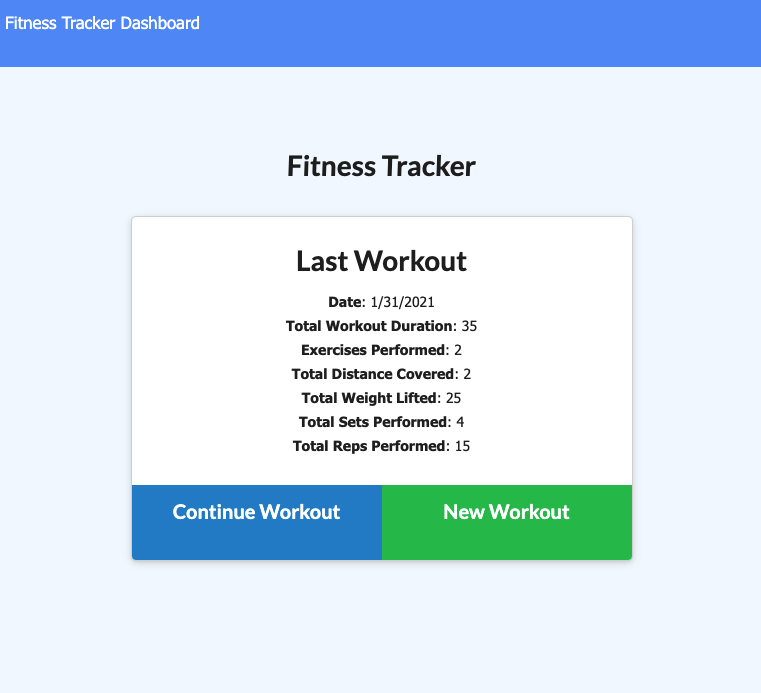 Fitness Tracker Dashboard
Fitness Tracker
Last Workout
Date: 1/31/2021
Total Workout Duration: 35
Exercises Performed: 2
Total Distance Covered: 2
Total Weight Lifted: 25
Total Sets Performed: 4
Total Reps Performed: 15
Continue Workout
New Workout